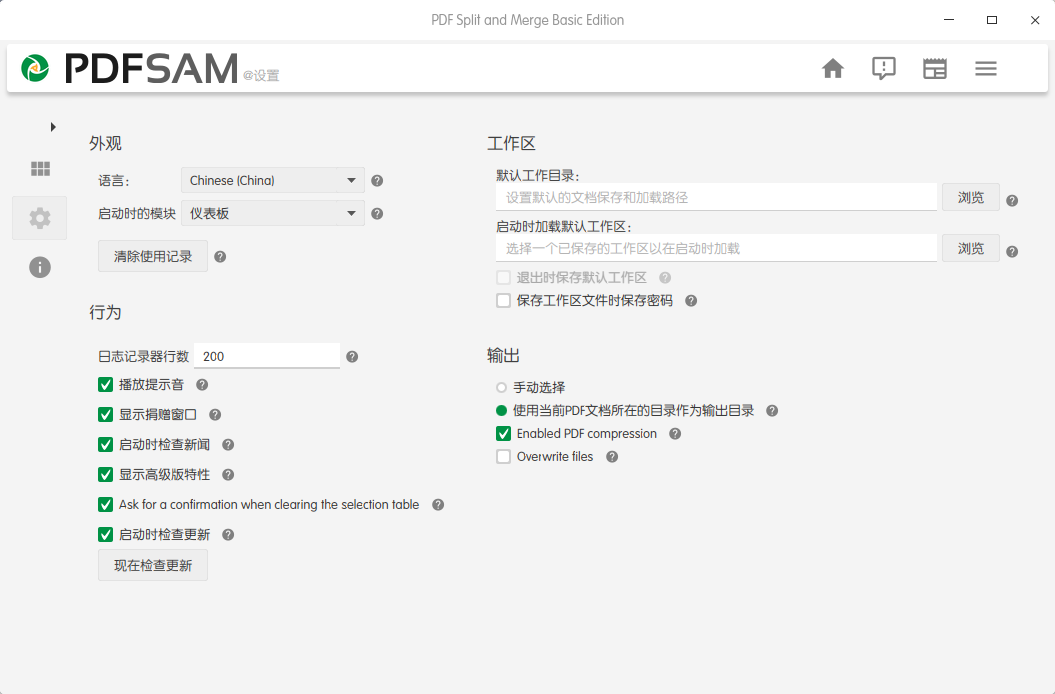 PDF Split and Merge Basic Edition
PDFSAM @设置
外观
语言：
Chinese (China)
启动时的模块
仪表板
清除使用记录
行为
日志记录器行数
200
播放提示音
显示捐赠窗口
启动时检查新闻
显示高级版特性
Ask for a confirmation when clearing the selection table
启动时检查更新
现在检查更新
工作区
默认工作目录：
设置默认的文档保存和加载路径
浏览
启动时加载默认工作区：
选择一个已保存的工作区以在启动时加载
浏览
退出时保存默认工作区
保存工作区文件时保存密码
输出
手动选择
使用当前PDF文档所在的目录作为输出目录
Enabled PDF compression
Overwrite files